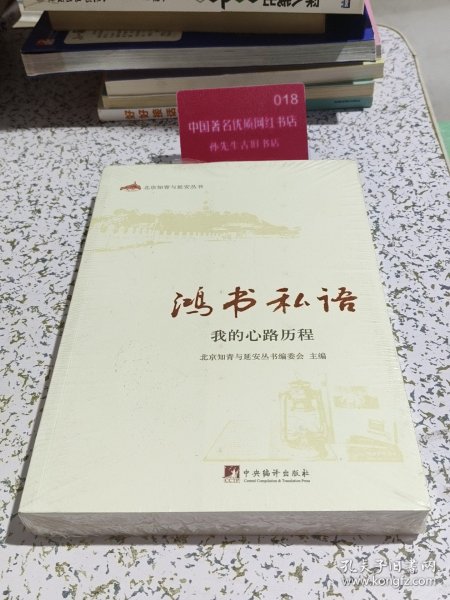 018
中国著名优质网红书店
孙先生古旧书店
北京知青与延安丛书
鸿书私语
我的心路历程
北京知青与延安丛书编委会 主编
CCTP
中央编译出版社
Central Compilation & Translation Press
孔夫子旧书网
www.kongfz.com